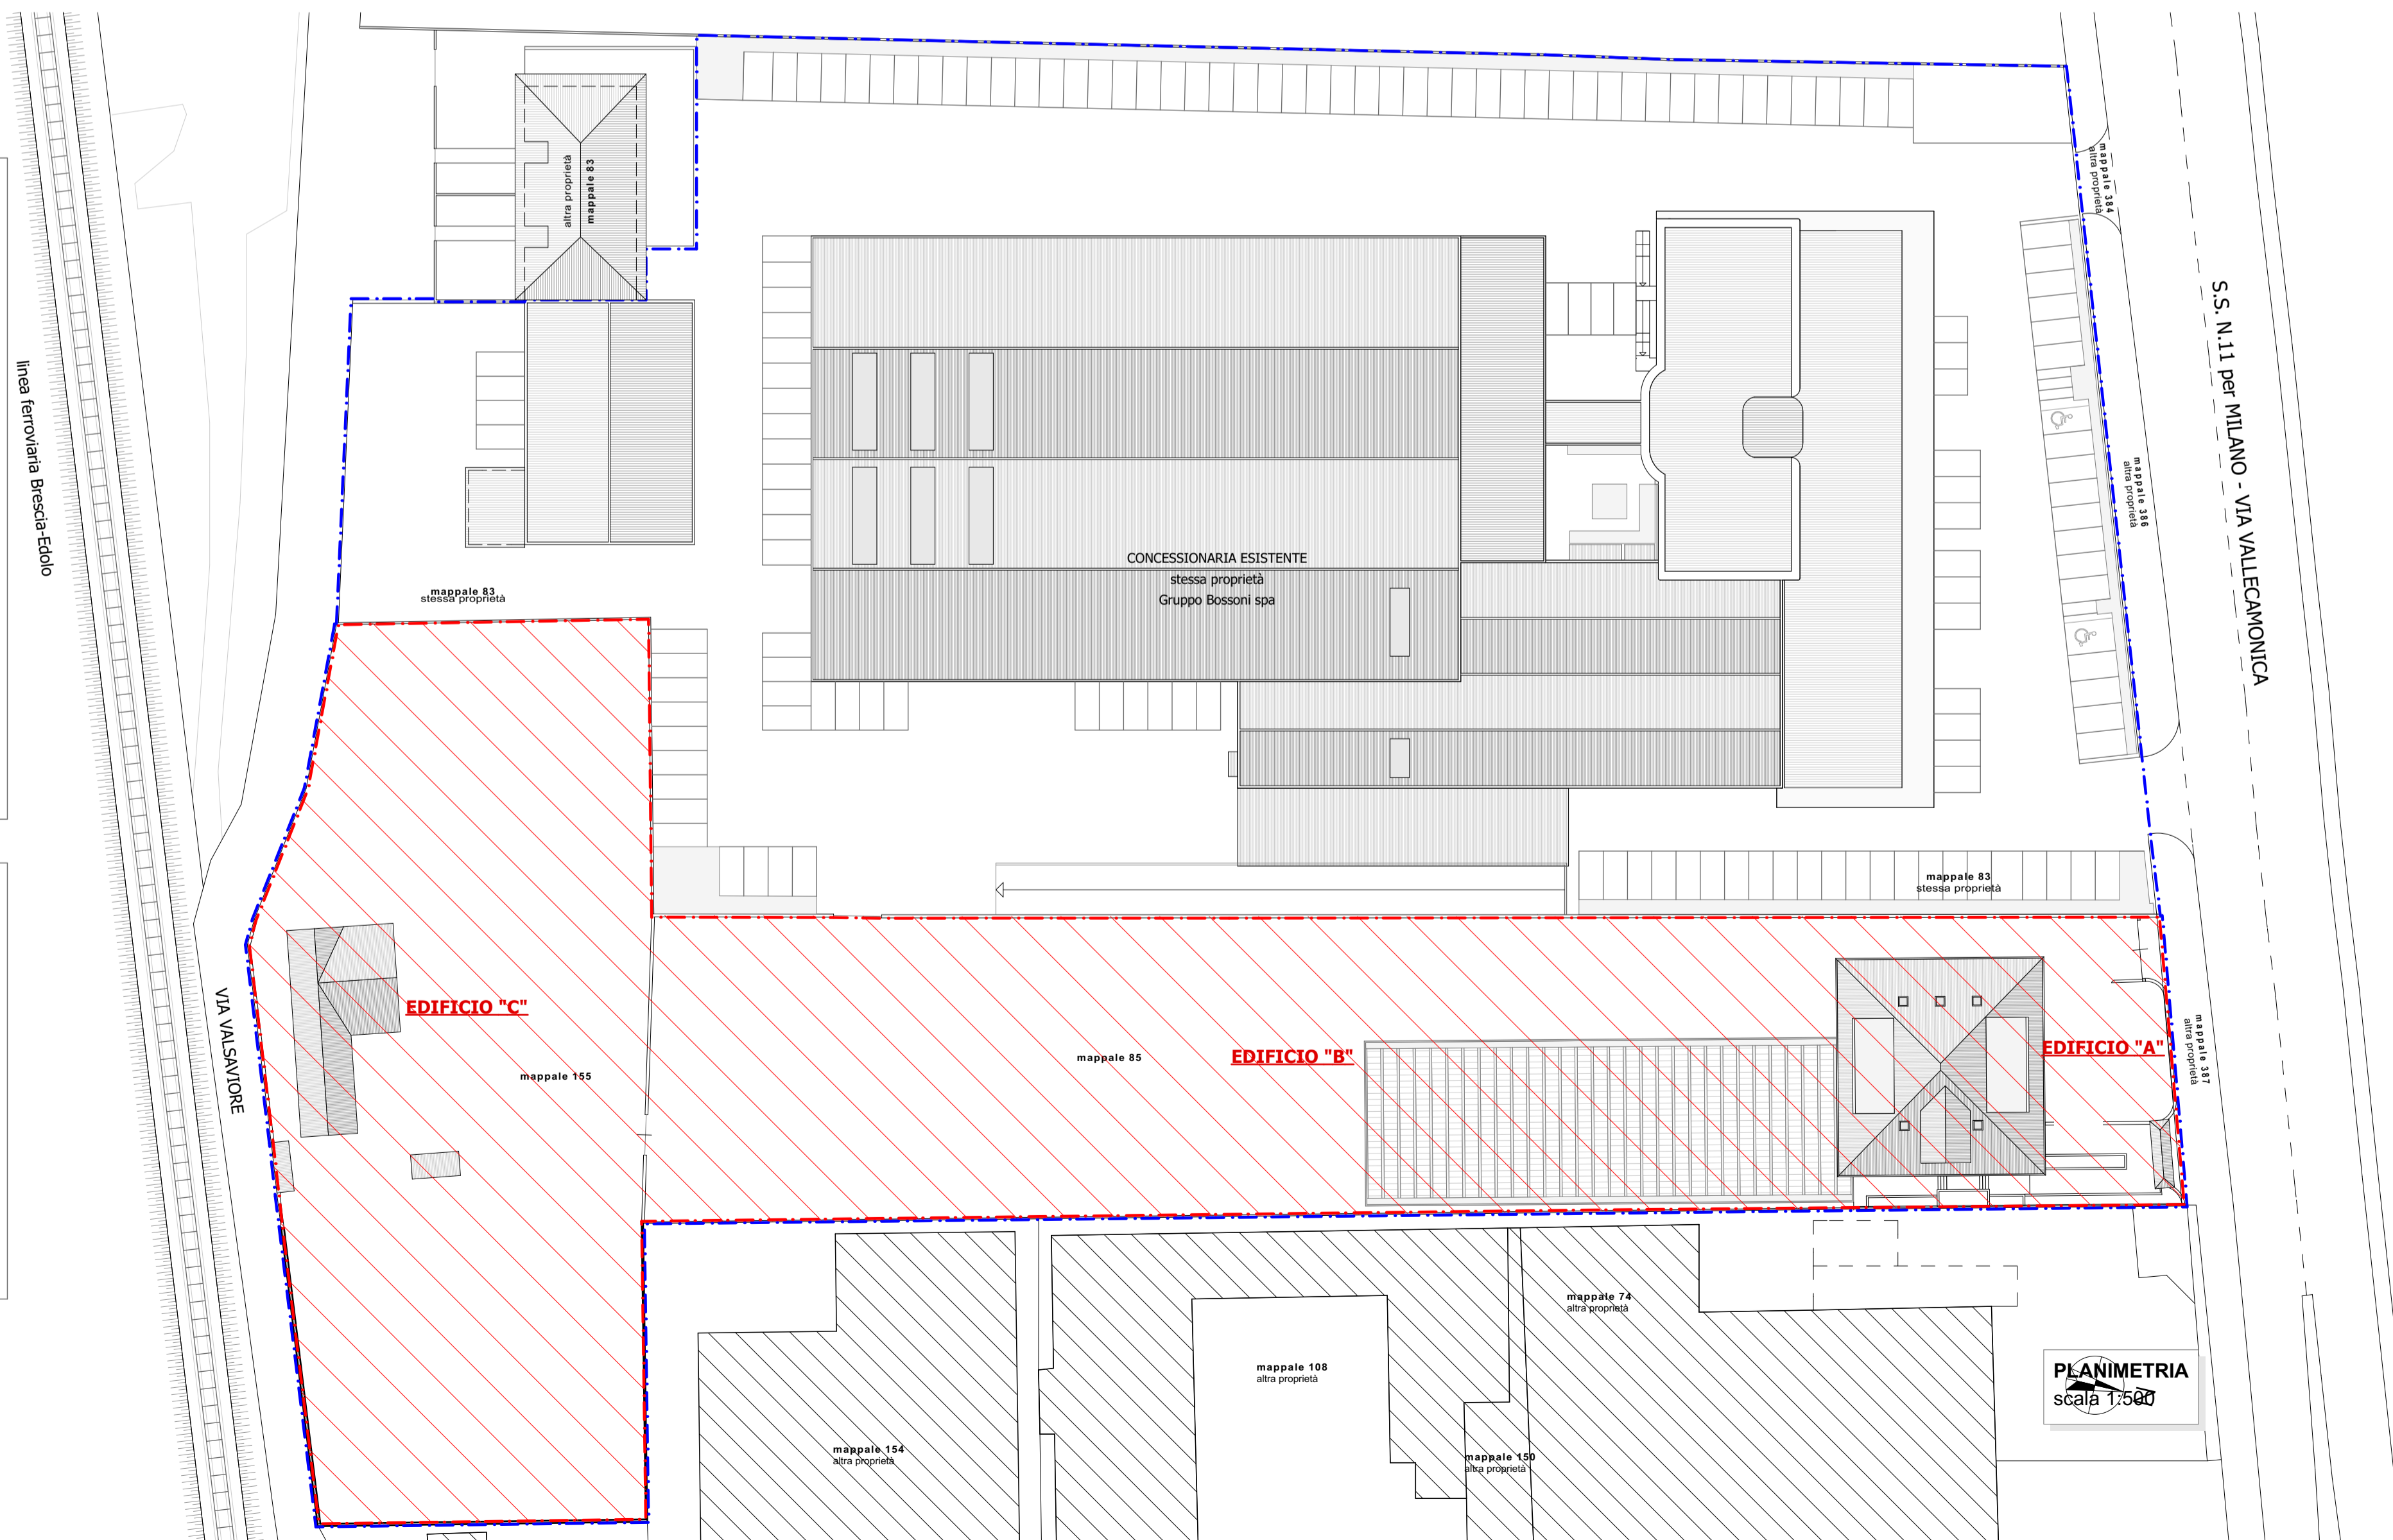 altra proprietà
mappale 83
mappale 384
altra proprietà
S.S. N.11 per MILANO - VIA VALLECAMONICA
linea ferroviaria Brescia-Edolo
mappale 386
altra proprietà
CONCESSIONARIA ESISTENTE
stessa proprietà
Gruppo Bossoni spa
mappale 83
stessa proprietà
mappale 83
stessa proprietà
VIA VALSAVIORE
EDIFICIO "C"
mappale 155
mappale 85
EDIFICIO "B"
EDIFICIO "A"
mappale 387
altra proprietà
mappale 74
altra proprietà
mappale 108
altra proprietà
mappale 154
altra proprietà
mappale 150
altra proprietà
PLANIMETRIA
scala 1:500